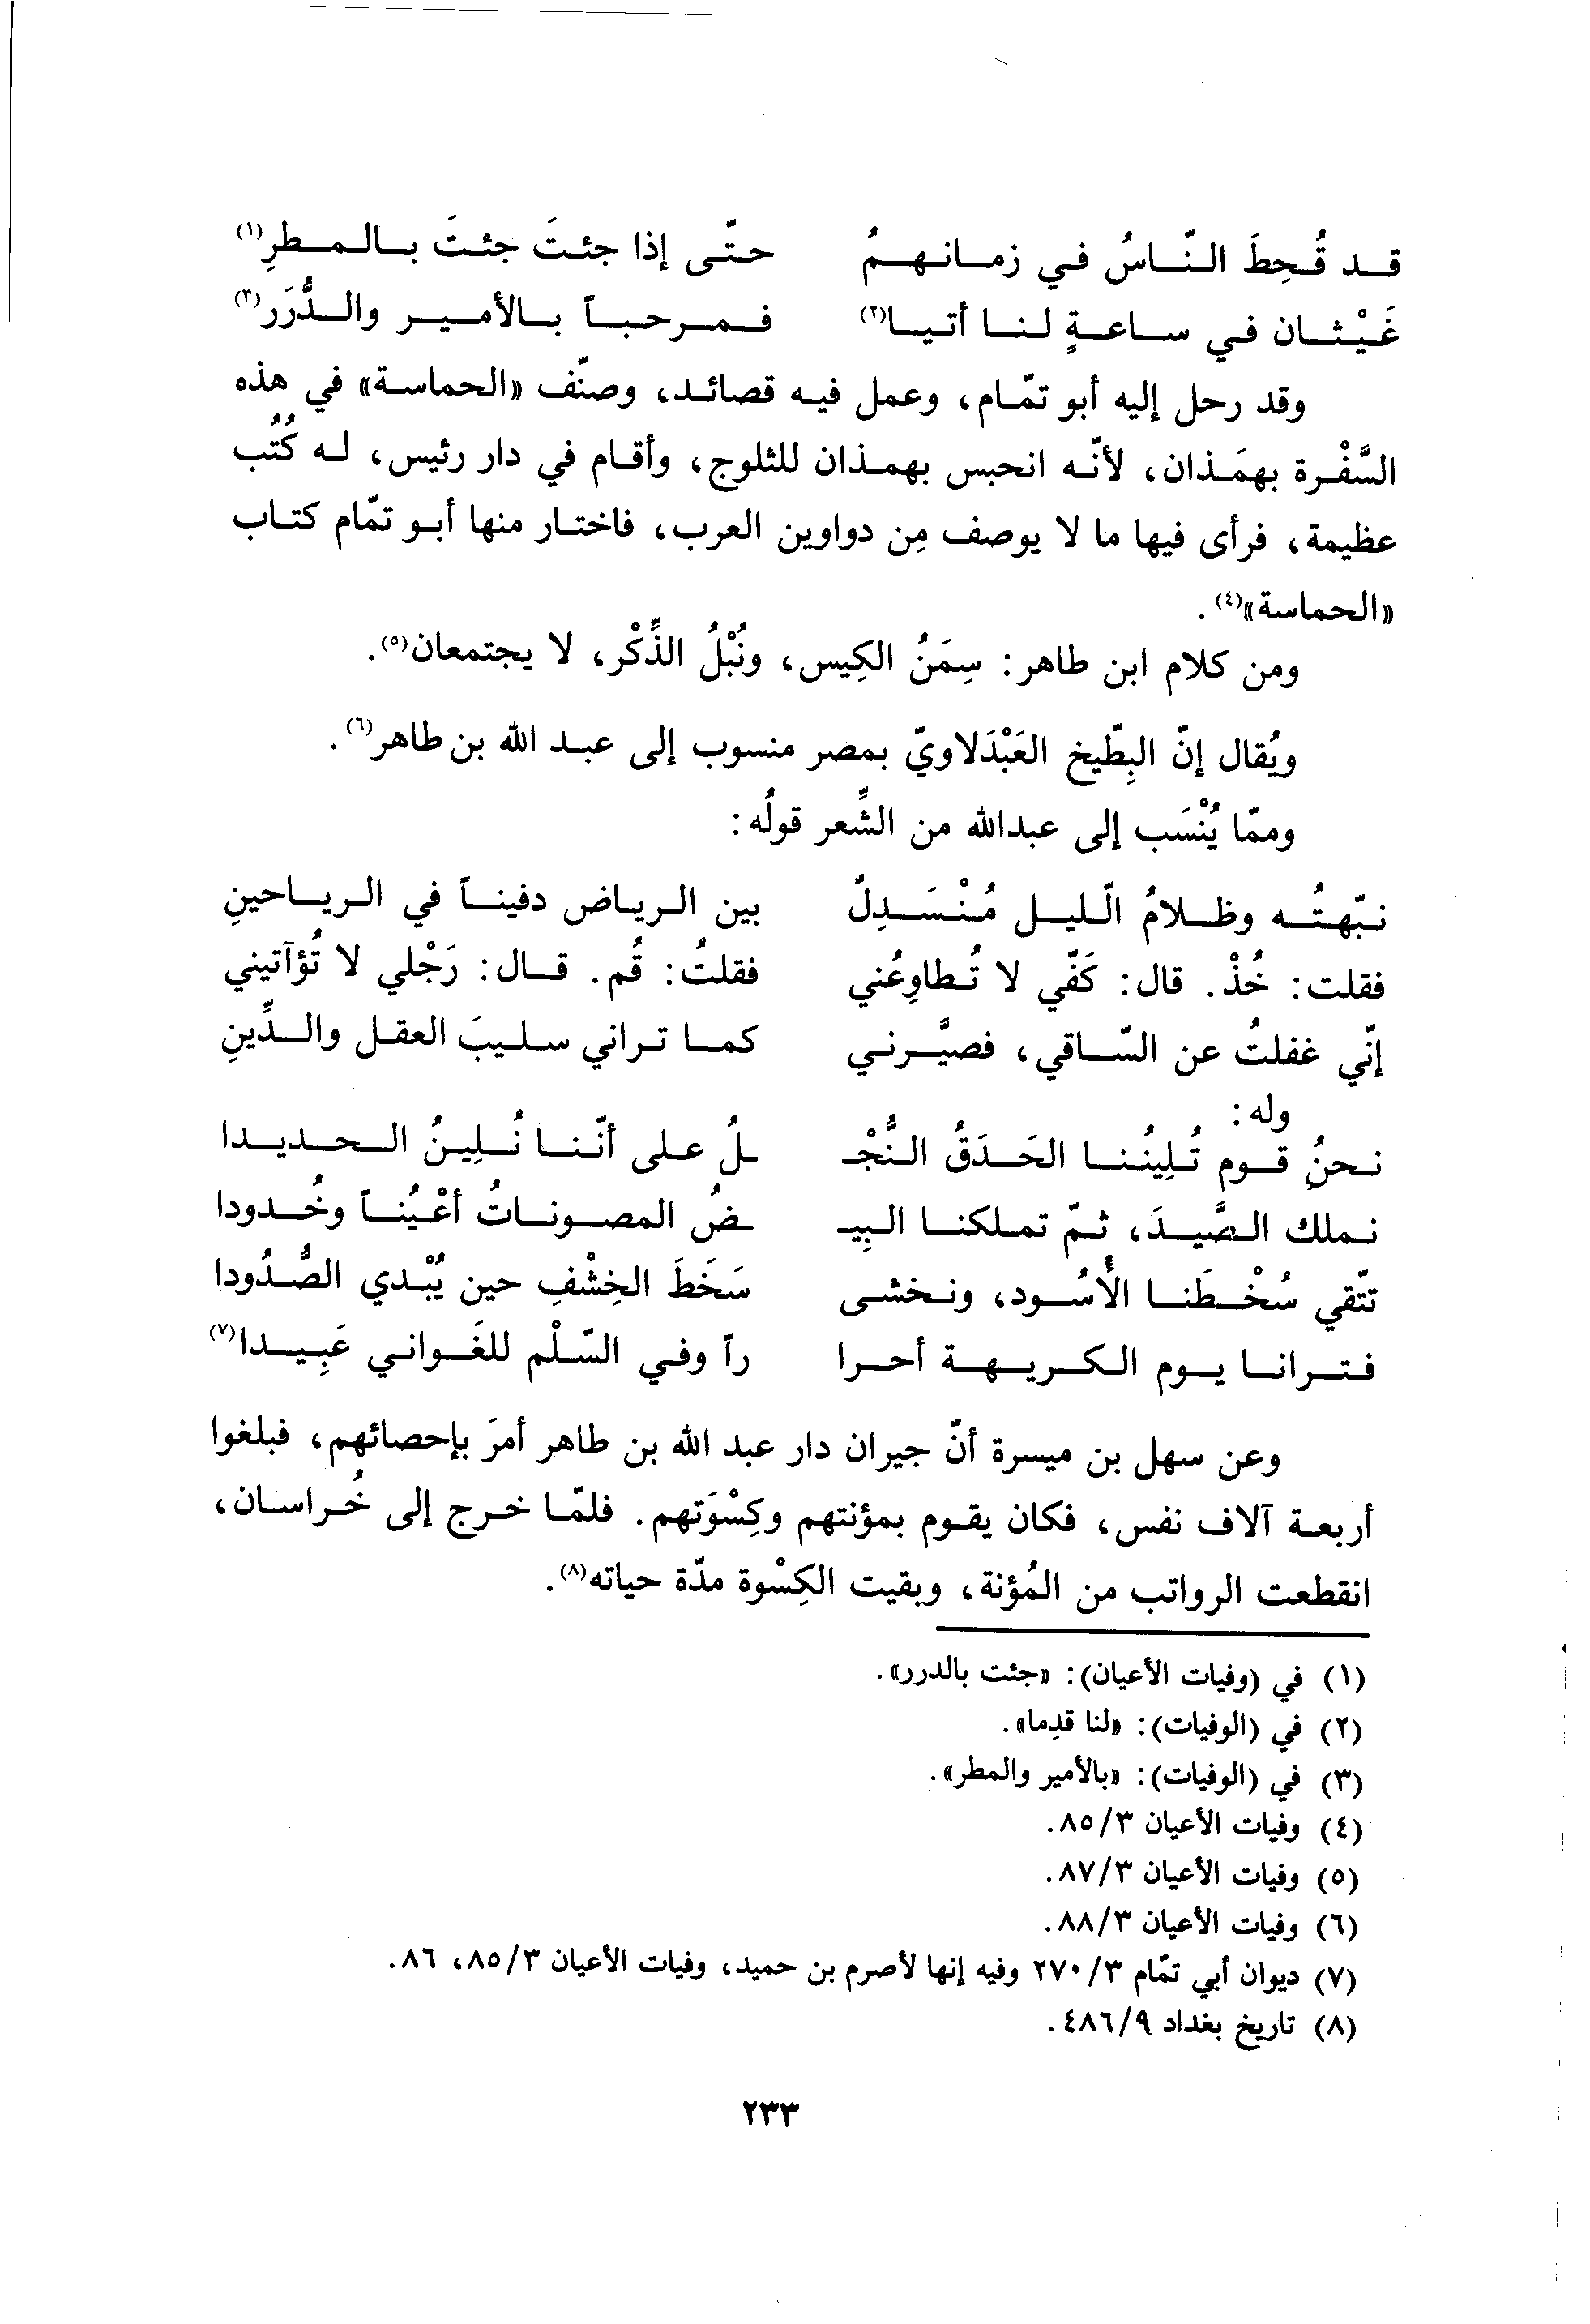 قد قُحِطَ النّاسُ في زمانهمُ حتّى إذا جئتَ جئتَ بالمطرِ(١)
غَيْثان في ساعةٍ لنا أتيا(٢) فمرحباً بالأمير والدُّرَر(٣)
وقد رحل إليه أبو تمّام، وعمل فيه قصائد، وصنّف «الحماسة» في هذه
السَّفْرة بهمَذان، لأنّه انحبس بهمذان للثلوج، وأقام في دار رئيس، له كُتُب
عظيمة، فرأى فيها ما لا يوصف مِن دواوين العرب، فاختار منها أبو تمّام كتاب
«الحماسة»(٤).
ومن كلام ابن طاهر: سِمَنُ الكِيس، ونُبْلُ الذِّكْر، لا يجتمعان(٥).
ويُقال إنّ البِطّيخ العَبْدَلاويّ بمصر منسوب إلى عبد الله بن طاهر(٦).
وممّا يُنْسَب إلى عبدالله من الشِّعر قولُه:
نبّهتُه وظلامُ الّليل مُنْسَدِلٌ بين الرياض دفيناً في الرياحينِ
فقلت: خُذْ. قال: كَفّي لا تُطاوِعُني فقلتُ: قُم. قال: رَجْلي لا تُؤآتيني
إنّي غفلتُ عن السّاقي، فصيَّرني كما تراني سليبَ العقل والدِّينِ
وله:
نحنُ قوم تُلِينُنا الحَدَقُ النُّجْـ ـلُ على أنّنا نُلِينُ الحديدا
نملك الصَّيدَ، ثمّ تملكنا البِيـ ـضُ المصوناتُ أعْيُناً وخُدودا
تتّقي سُخْطَنا الأُسُود، ونخشى سَخَطَ الخِشْفِ حين يُبْدي الصُّدُودا
فترانا يوم الكريهة أحرا راً وفي السّلْم للغَواني عَبِيدا(٧)
وعن سهل بن ميسرة أنّ جيران دار عبد الله بن طاهر أمرَ بإحصائهم، فبلغوا
أربعة آلاف نفس، فكان يقوم بمؤنتهم وكِسْوَتهم. فلمّا خرج إلى خُراسان،
انقطعت الرواتب من المُؤنة، وبقيت الكِسْوة مدّة حياته(٨).
(١) في (وفيات الأعيان): «جئت بالدرر».
(٢) في (الوفيات): «لنا قدِما».
(٣) في (الوفيات): «بالأمير والمطر».
(٤) وفيات الأعيان ٨٥/٣.
(٥) وفيات الأعيان ٨٧/٣.
(٦) وفيات الأعيان ٨٨/٣.
(٧) ديوان أبي تمّام ٢٧٠/٣ وفيه إنها لأصرم بن حميد، وفيات الأعيان ٨٥/٣، ٨٦.
(٨) تاريخ بغداد ٤٨٦/٩.
٢٣٣